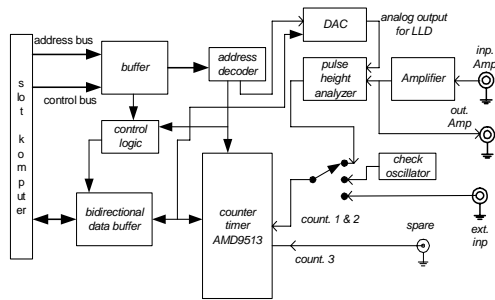 address bus
buffer
control bus
address
decoder
DAC
analog output
for LLD
pulse
height
analyzer
Amplifier
inp.
Amp
out.
Amp
slot komputer
control
logic
bidirectional
data buffer
counter
timer
AMD9513
check
oscillator
count. 1 & 2
ext.
inp
spare
count. 3